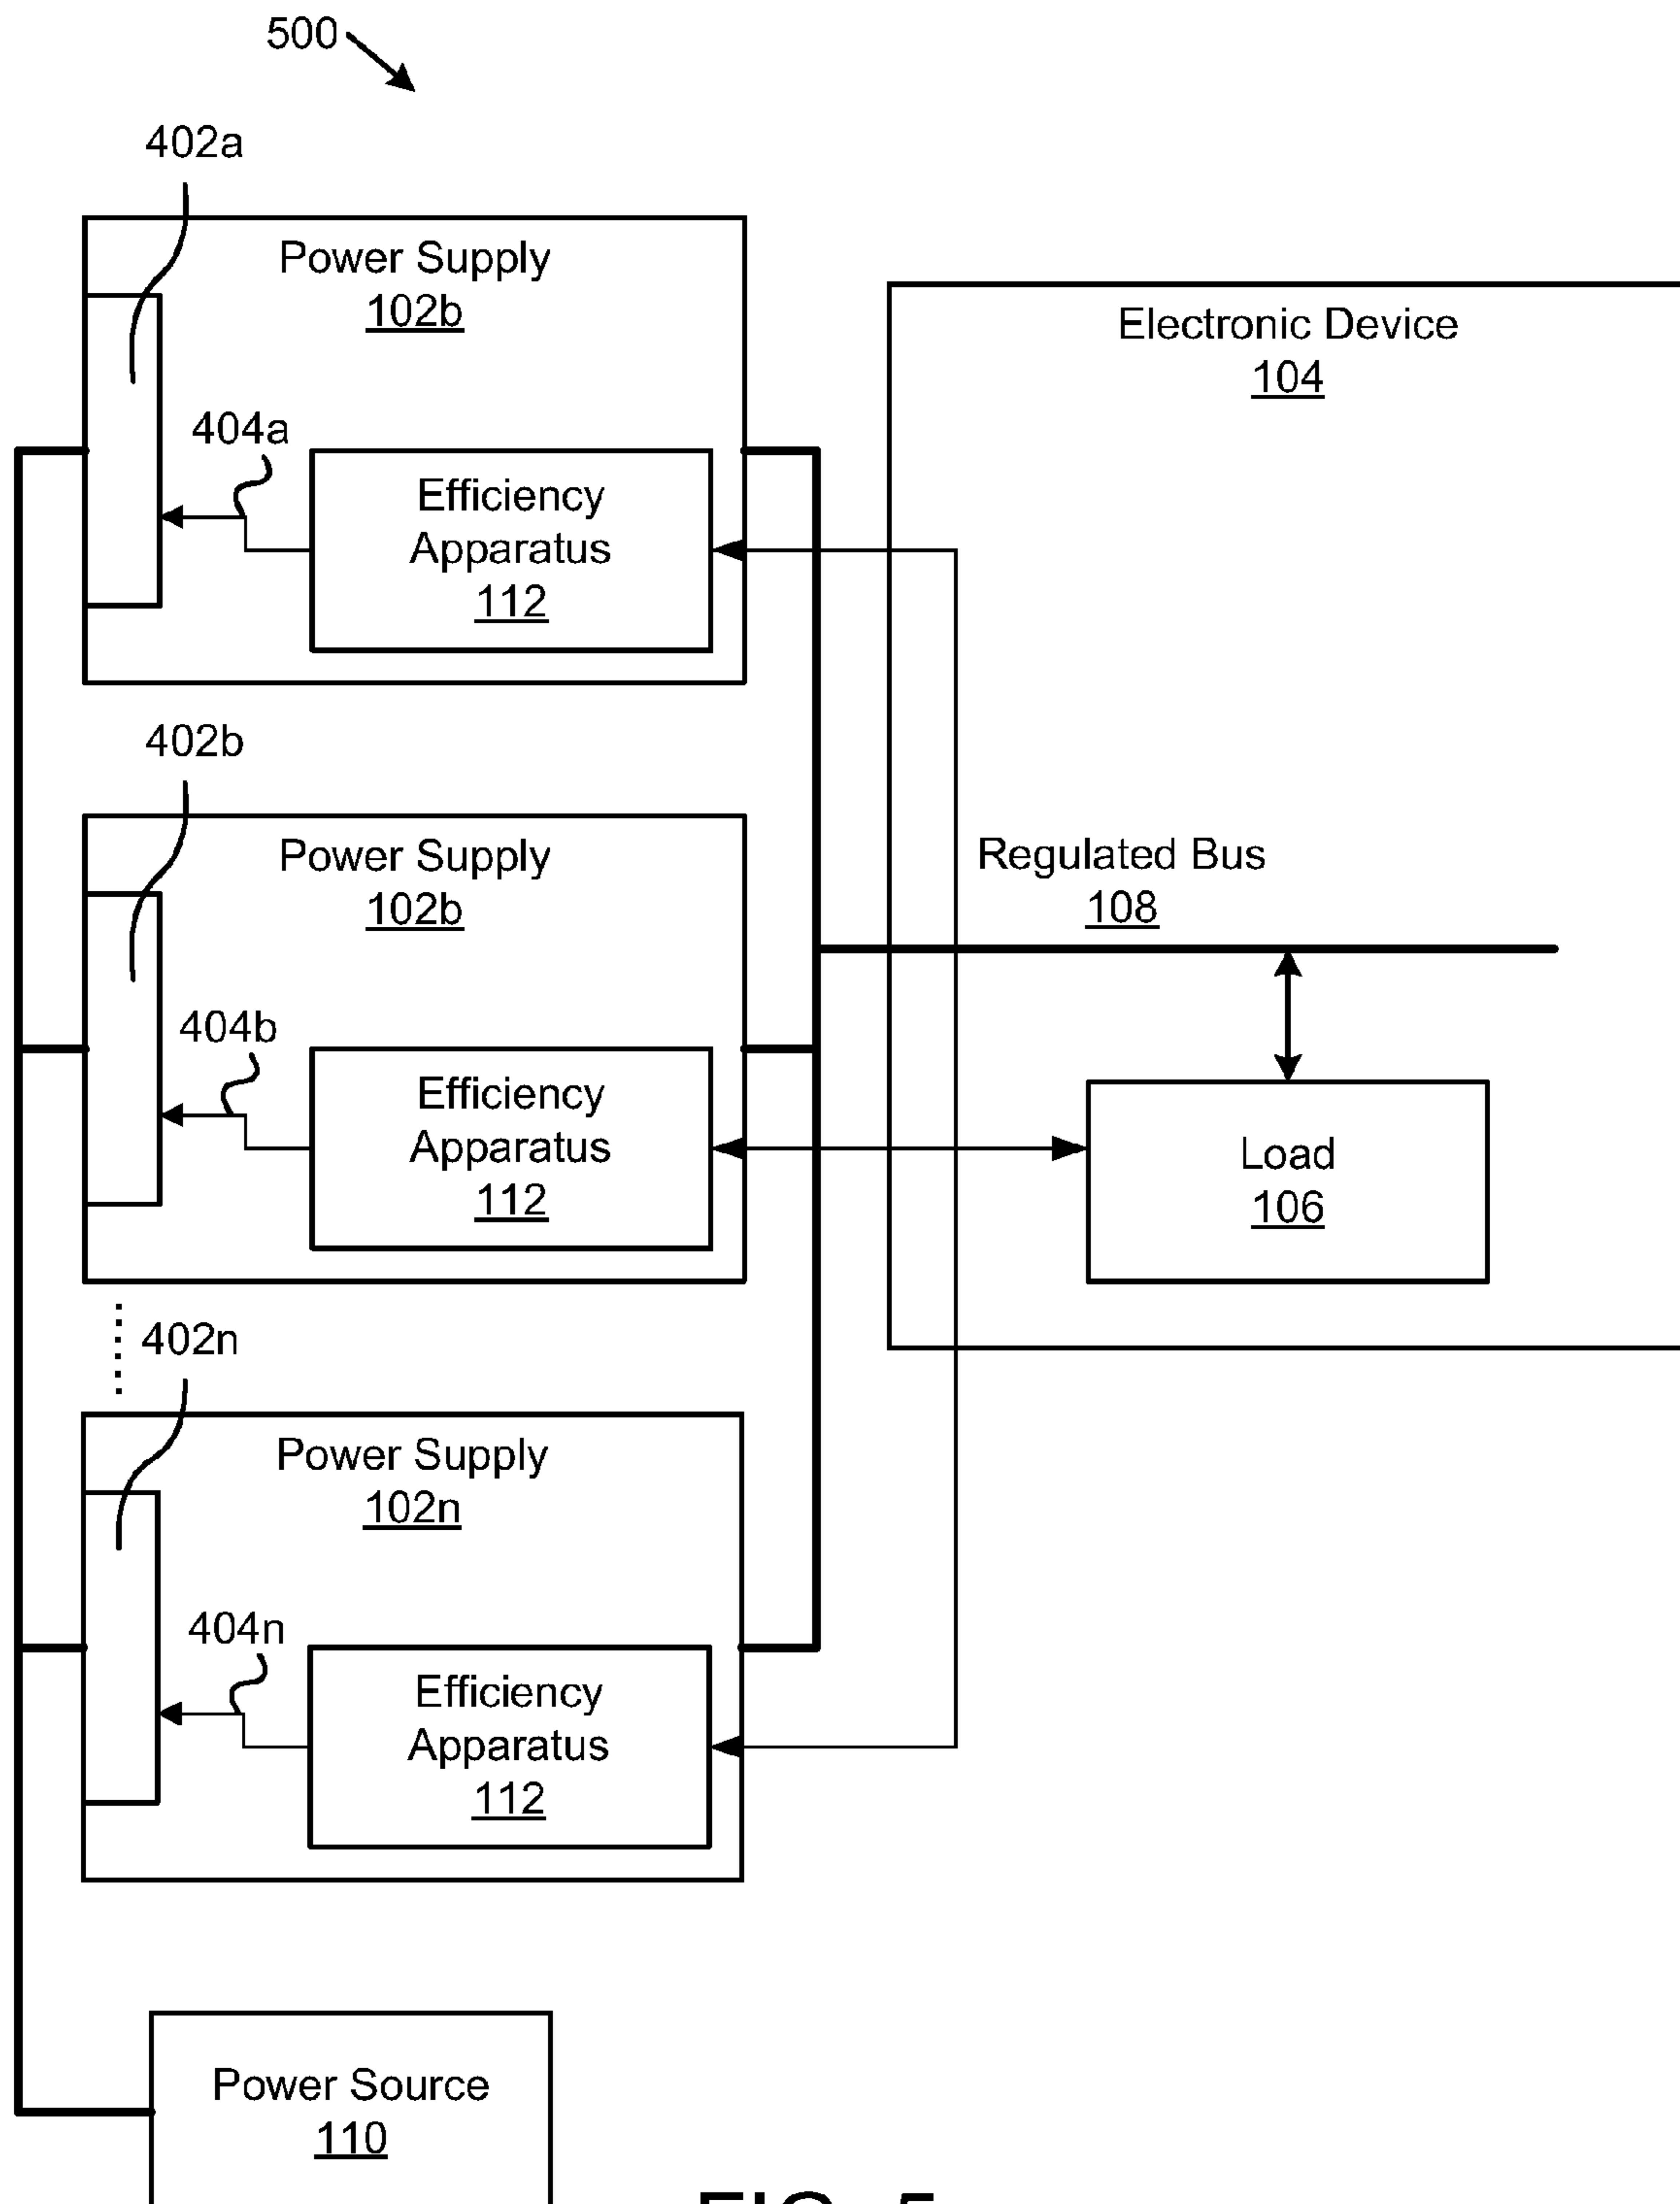 500
402a
Power Supply
102b
Electronic Device
104
404a
Efficiency
Apparatus
112
402b
Power Supply
102b
Regulated Bus
108
404b
Efficiency
Apparatus
112
Load
106
402n
Power Supply
102n
404n
Efficiency
Apparatus
112
Power Source
110